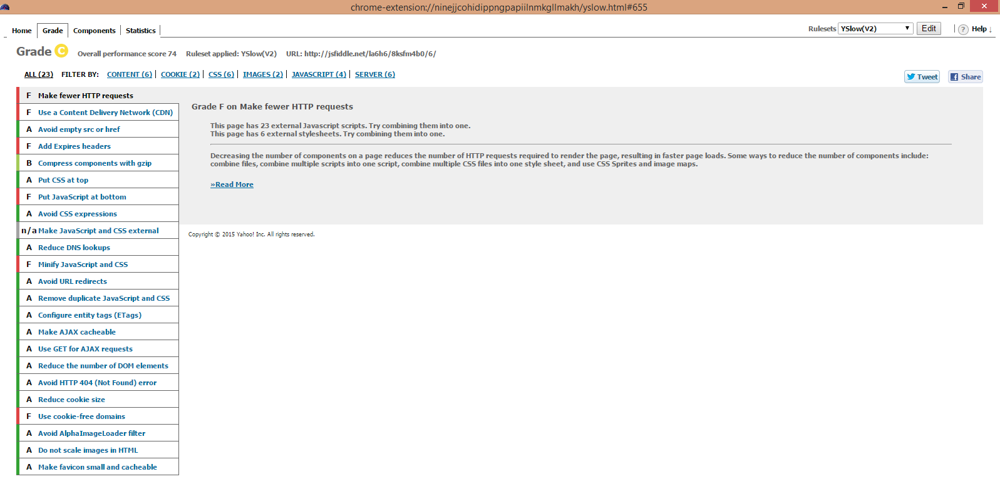 chrome-extension://ninejjcohidippngpapiilnmkgllmakh/yslow.html#655
Home Grade Components Statistics Rulesets YSlow(V2) Edit ? Help ↓
Grade C Overall performance score 74 Ruleset applied: YSlow(V2) URL: http://jsfiddle.net/la6h6/8ksfm4b0/6/
ALL (23) FILTER BY: CONTENT (6) COOKIE (2) CSS (6) IMAGES (2) JAVASCRIPT (4) SERVER (6)
Tweet Share
F Make fewer HTTP requests
F Use a Content Delivery Network (CDN)
A Avoid empty src or href
F Add Expires headers
B Compress components with gzip
A Put CSS at top
F Put JavaScript at bottom
A Avoid CSS expressions
n/a Make JavaScript and CSS external
A Reduce DNS lookups
F Minify JavaScript and CSS
A Avoid URL redirects
A Remove duplicate JavaScript and CSS
A Configure entity tags (ETags)
A Make AJAX cacheable
A Use GET for AJAX requests
A Reduce the number of DOM elements
A Avoid HTTP 404 (Not Found) error
A Reduce cookie size
F Use cookie-free domains
A Avoid AlphaImageLoader filter
A Do not scale images in HTML
A Make favicon small and cacheable
Grade F on Make fewer HTTP requests
This page has 23 external Javascript scripts. Try combining them into one.
This page has 6 external stylesheets. Try combining them into one.
Decreasing the number of components on a page reduces the number of HTTP requests required to render the page, resulting in faster page loads. Some ways to reduce the number of components include:
combine files, combine multiple scripts into one script, combine multiple CSS files into one style sheet, and use CSS Sprites and image maps.
»Read More
Copyright © 2015 Yahoo! Inc. All rights reserved.